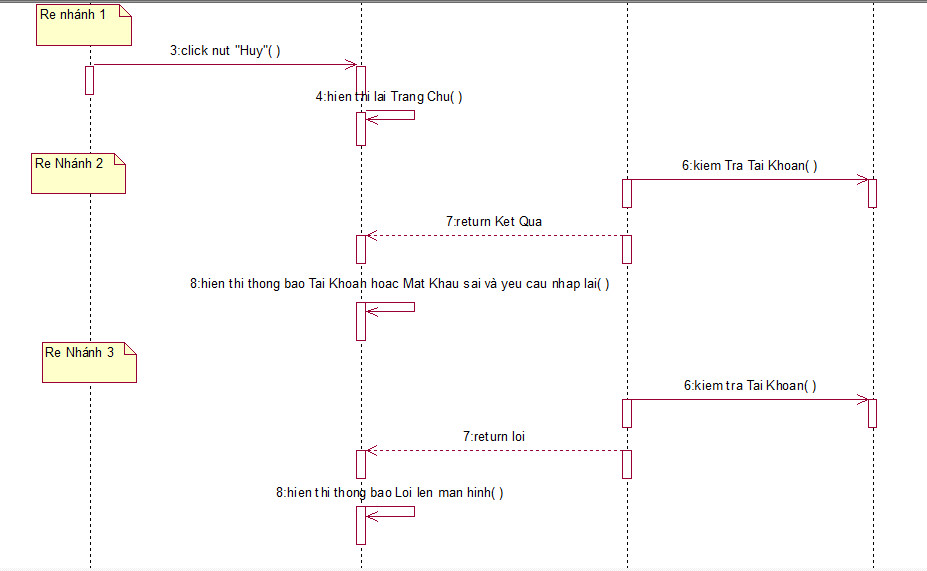 Re nhánh 1
3:click nut "Huy"( )
4:hien thi lai Trang Chu( )
Re Nhánh 2
6:kiem Tra Tai Khoan( )
7:return Ket Qua
8:hien thi thong bao Tai Khoan hoac Mat Khau sai và yeu cau nhap lai( )
Re Nhánh 3
6:kiem tra Tai Khoan( )
7:return loi
8:hien thi thong bao Loi len man hinh( )